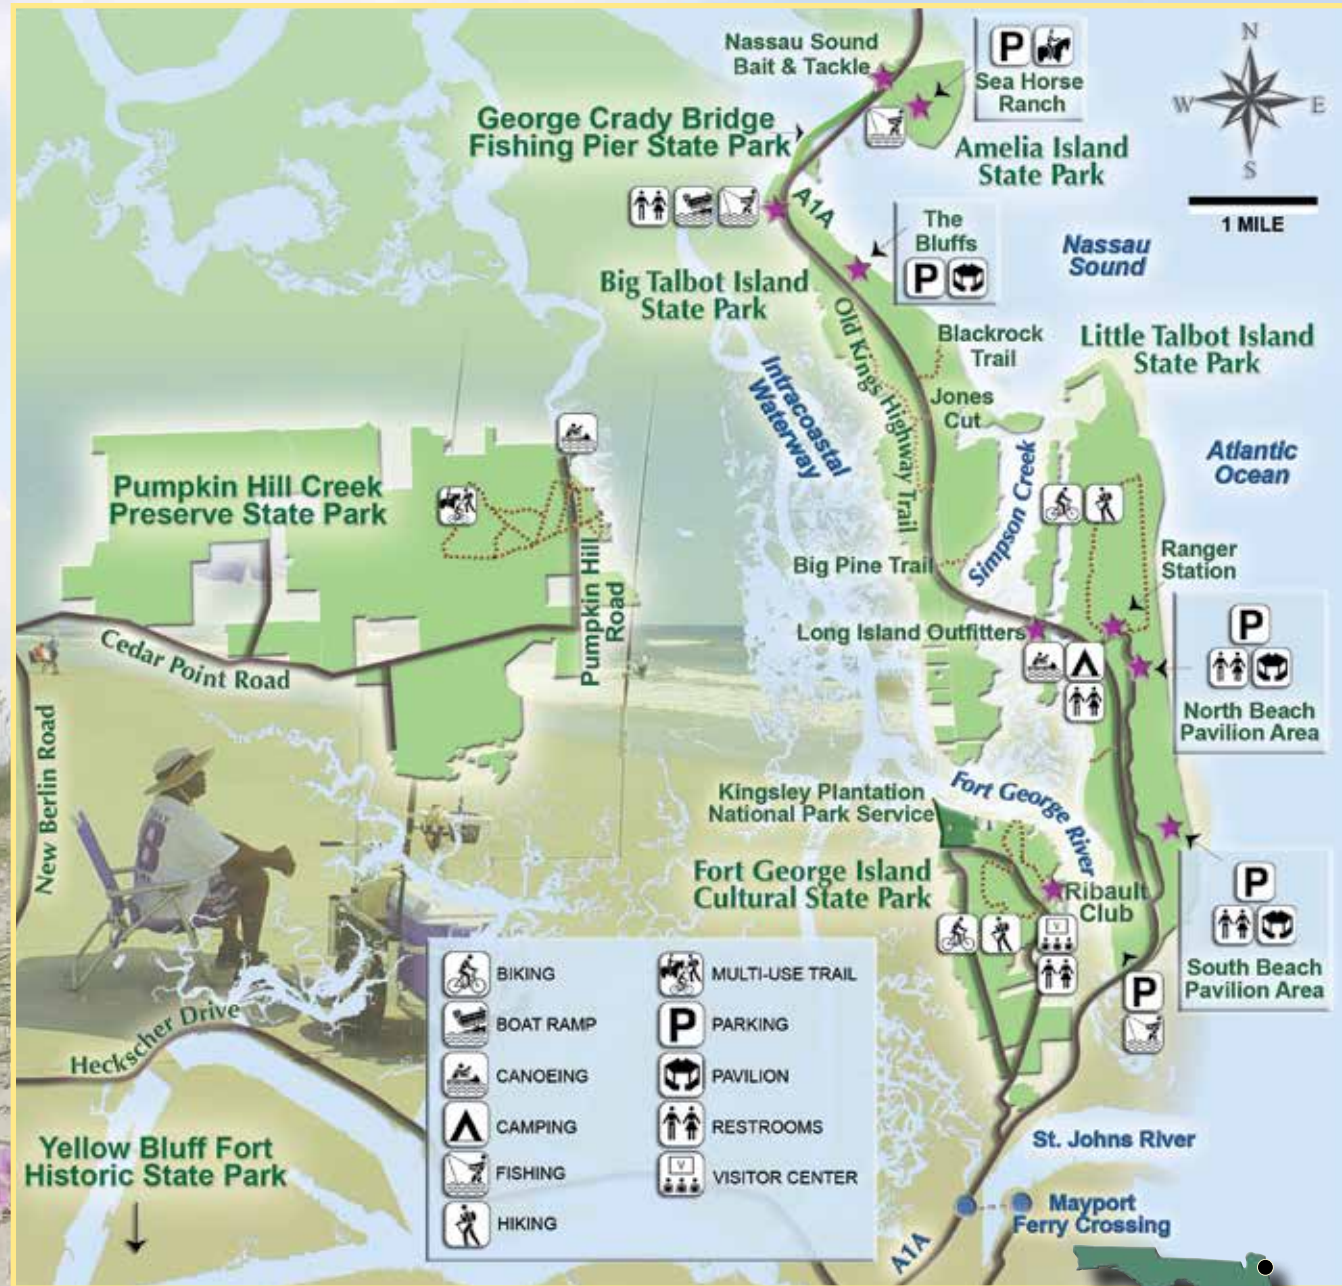 Nassau Sound
Bait & Tackle
P
Sea Horse
Ranch
N
W
E
S
1 MILE
George Crady Bridge
Fishing Pier State Park
Amelia Island
State Park
A1A
The
Bluffs
P
Nassau
Sound
Big Talbot Island
State Park
Old Kings Highway Trail
Blackrock
Trail
Little Talbot Island
State Park
Intracoastal
Waterway
Jones
Cut
Simpson Creek
Atlantic
Ocean
Pumpkin Hill Creek
Preserve State Park
Pumpkin Hill
Road
Big Pine Trail
Ranger
Station
Long Island Outfitters
P
North Beach
Pavilion Area
Cedar Point Road
New Berlin Road
8
Kingsley Plantation
National Park Service
Fort George River
Fort George Island
Cultural State Park
Ribault
Club
V
P
South Beach
Pavilion Area
P
Heckscher Drive
BIKING
BOAT RAMP
CANOEING
CAMPING
FISHING
HIKING
MULTI-USE TRAIL
P
PARKING
PAVILION
RESTROOMS
V
VISITOR CENTER
Yellow Bluff Fort
Historic State Park
St. Johns River
Mayport
Ferry Crossing
A1A